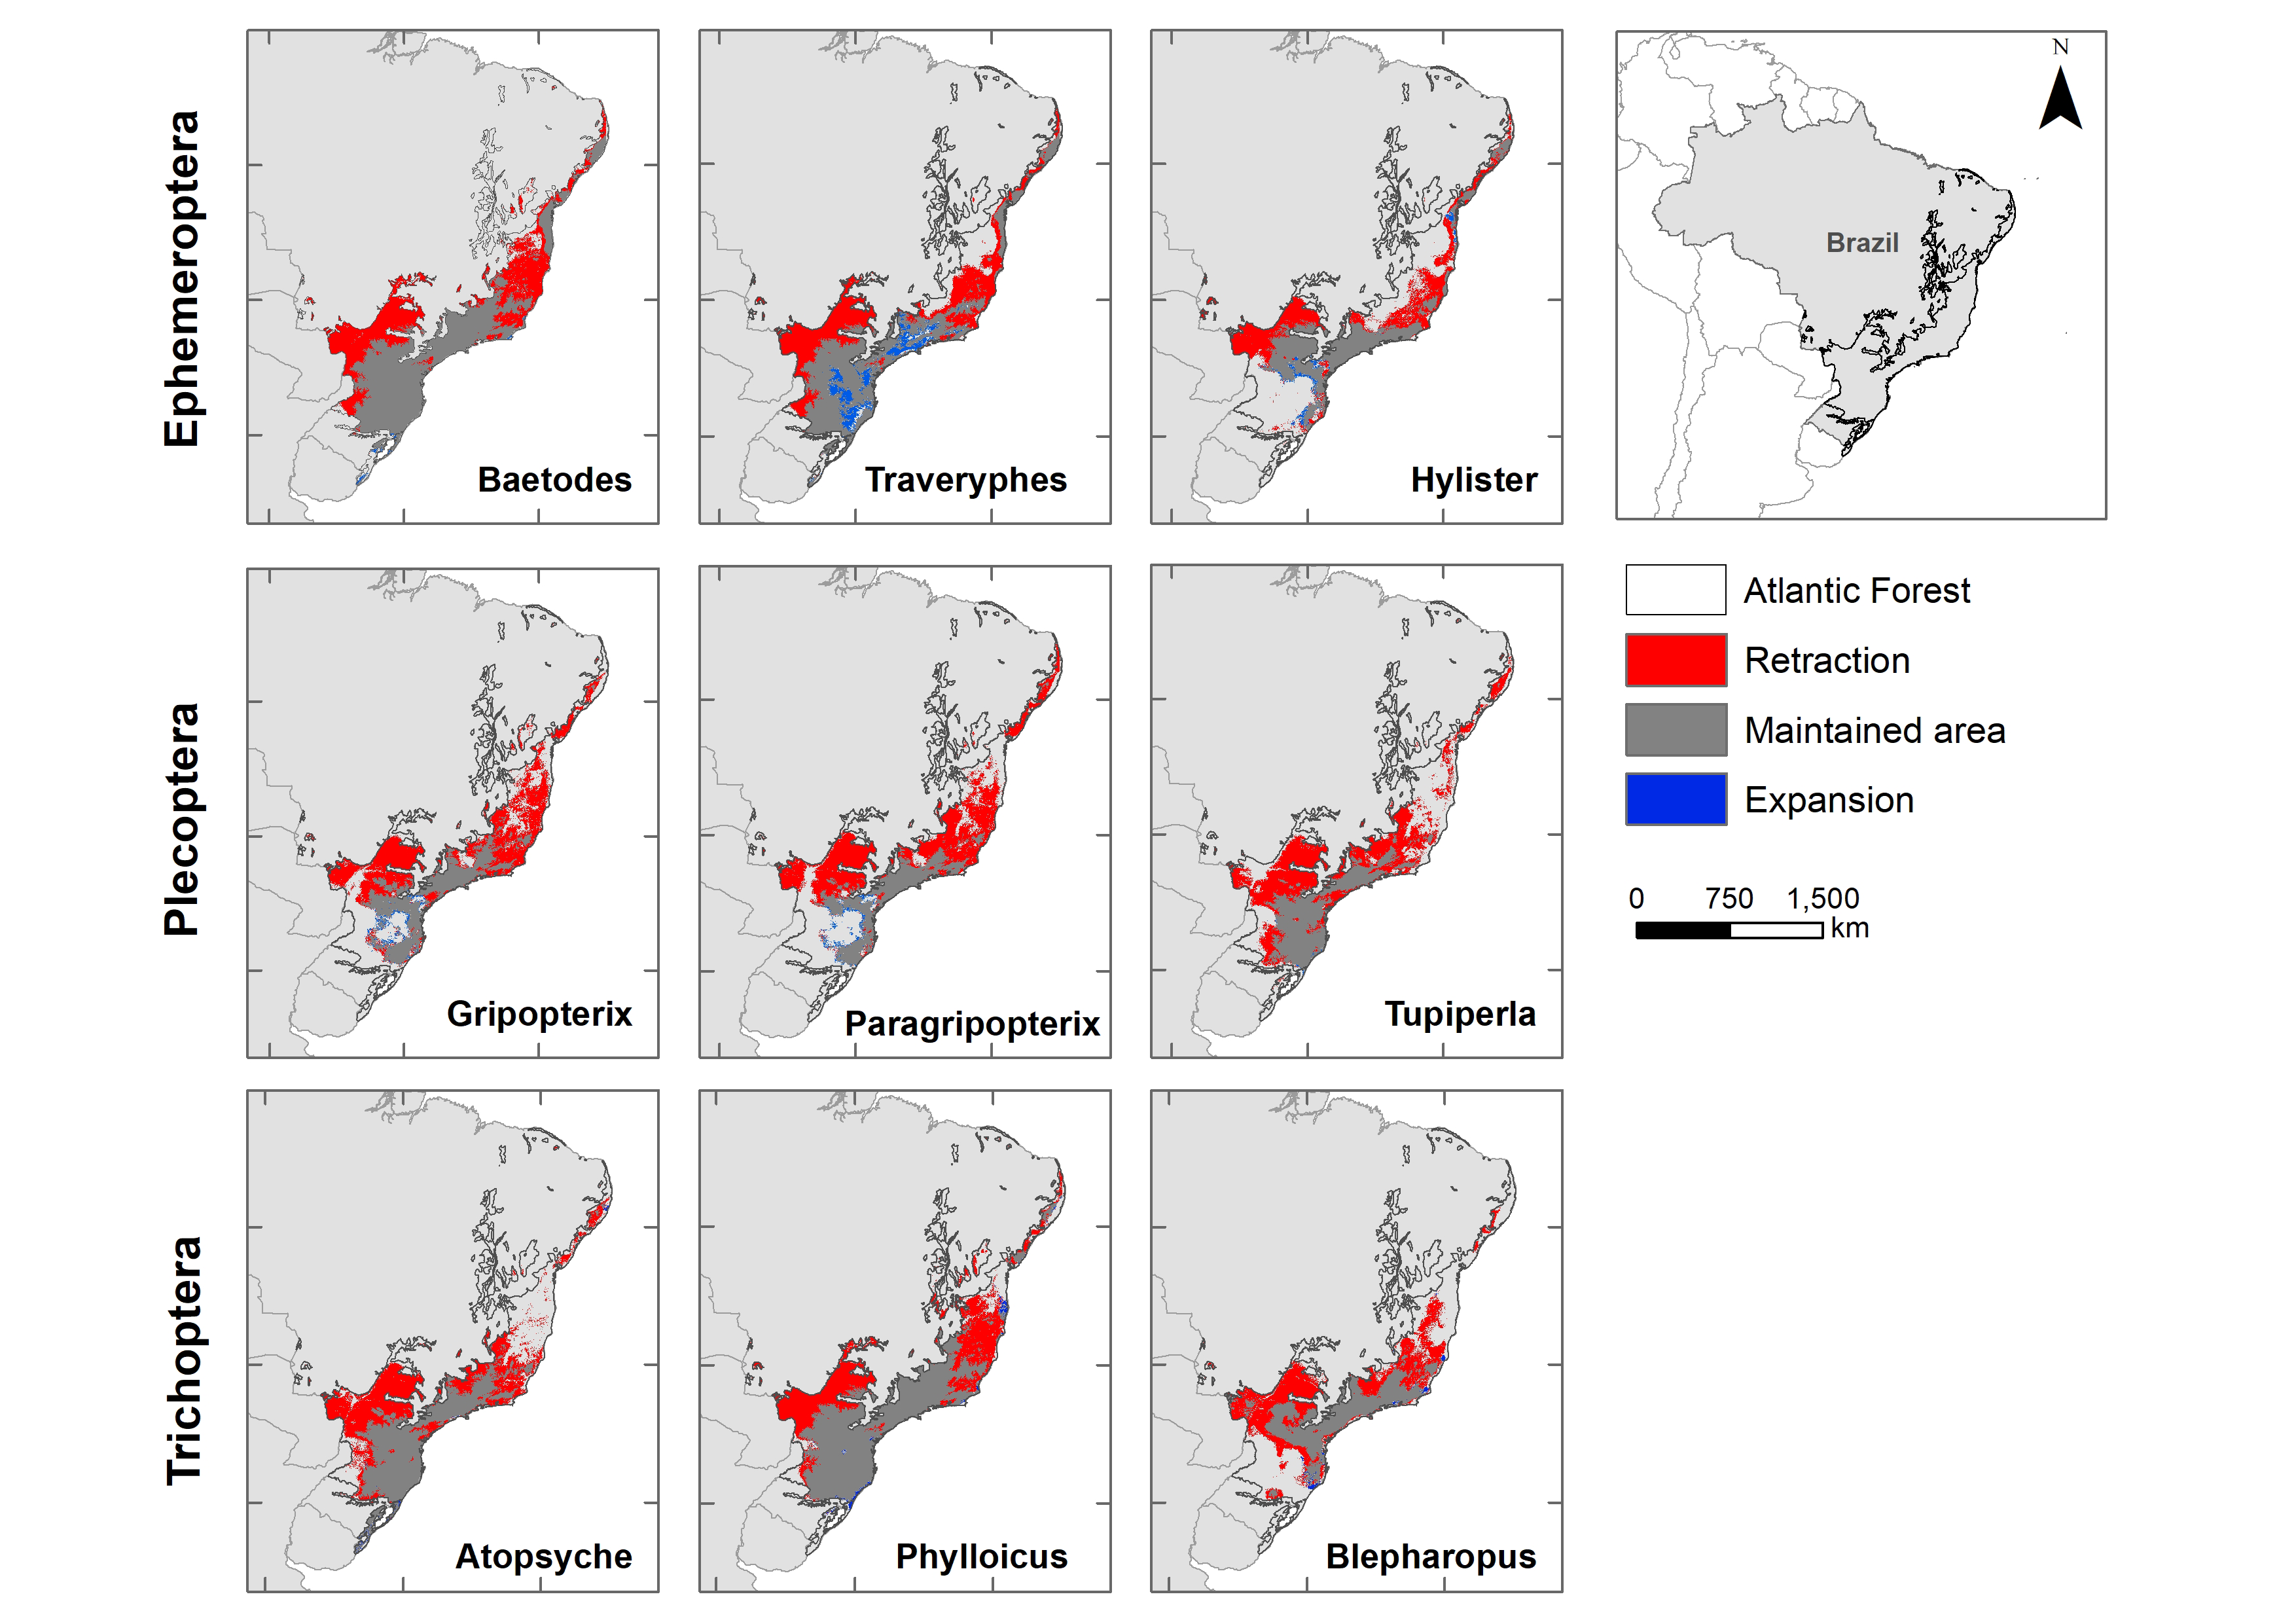 Ephemeroptera
Baetodes
Traveryphes
Hylister
N
Brazil
Plecoptera
Gripopterix
Paragripopterix
Tupiperla
Atlantic Forest
Retraction
Maintained area
Expansion
0 750 1,500
km
Trichoptera
Atopsyche
Phylloicus
Blepharopus